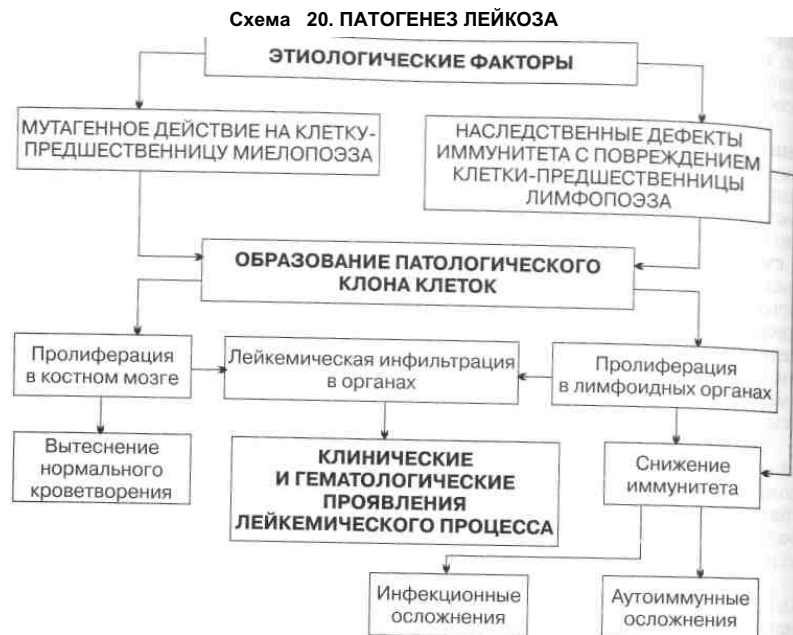 Схема 20. ПАТОГЕНЕЗ ЛЕЙКОЗА
ЭТИОЛОГИЧЕСКИЕ ФАКТОРЫ
МУТАГЕННОЕ ДЕЙСТВИЕ НА КЛЕТКУ-
ПРЕДШЕСТВЕННИЦУ МИЕЛОПОЭЗА
НАСЛЕДСТВЕННЫЕ ДЕФЕКТЫ
ИММУНИТЕТА С ПОВРЕЖДЕНИЕМ
КЛЕТКИ-ПРЕДШЕСТВЕННИЦЫ
ЛИМФОПОЭЗА
ОБРАЗОВАНИЕ ПАТОЛОГИЧЕСКОГО
КЛОНА КЛЕТОК
Пролиферация
в костном мозге
Лейкемическая инфильтрация
в органах
Пролиферация
в лимфоидных органах
Вытеснение
нормального
кроветворения
КЛИНИЧЕСКИЕ
И ГЕМАТОЛОГИЧЕСКИЕ
ПРОЯВЛЕНИЯ
ЛЕЙКЕМИЧЕСКОГО ПРОЦЕССА
Снижение
иммунитета
Инфекционные
осложнения
Аутоиммунные
осложнения